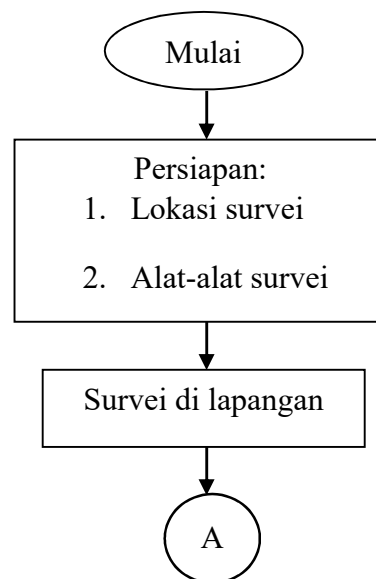 Mulai
Persiapan:
1. Lokasi survei
2. Alat-alat survei
Survei di lapangan
A